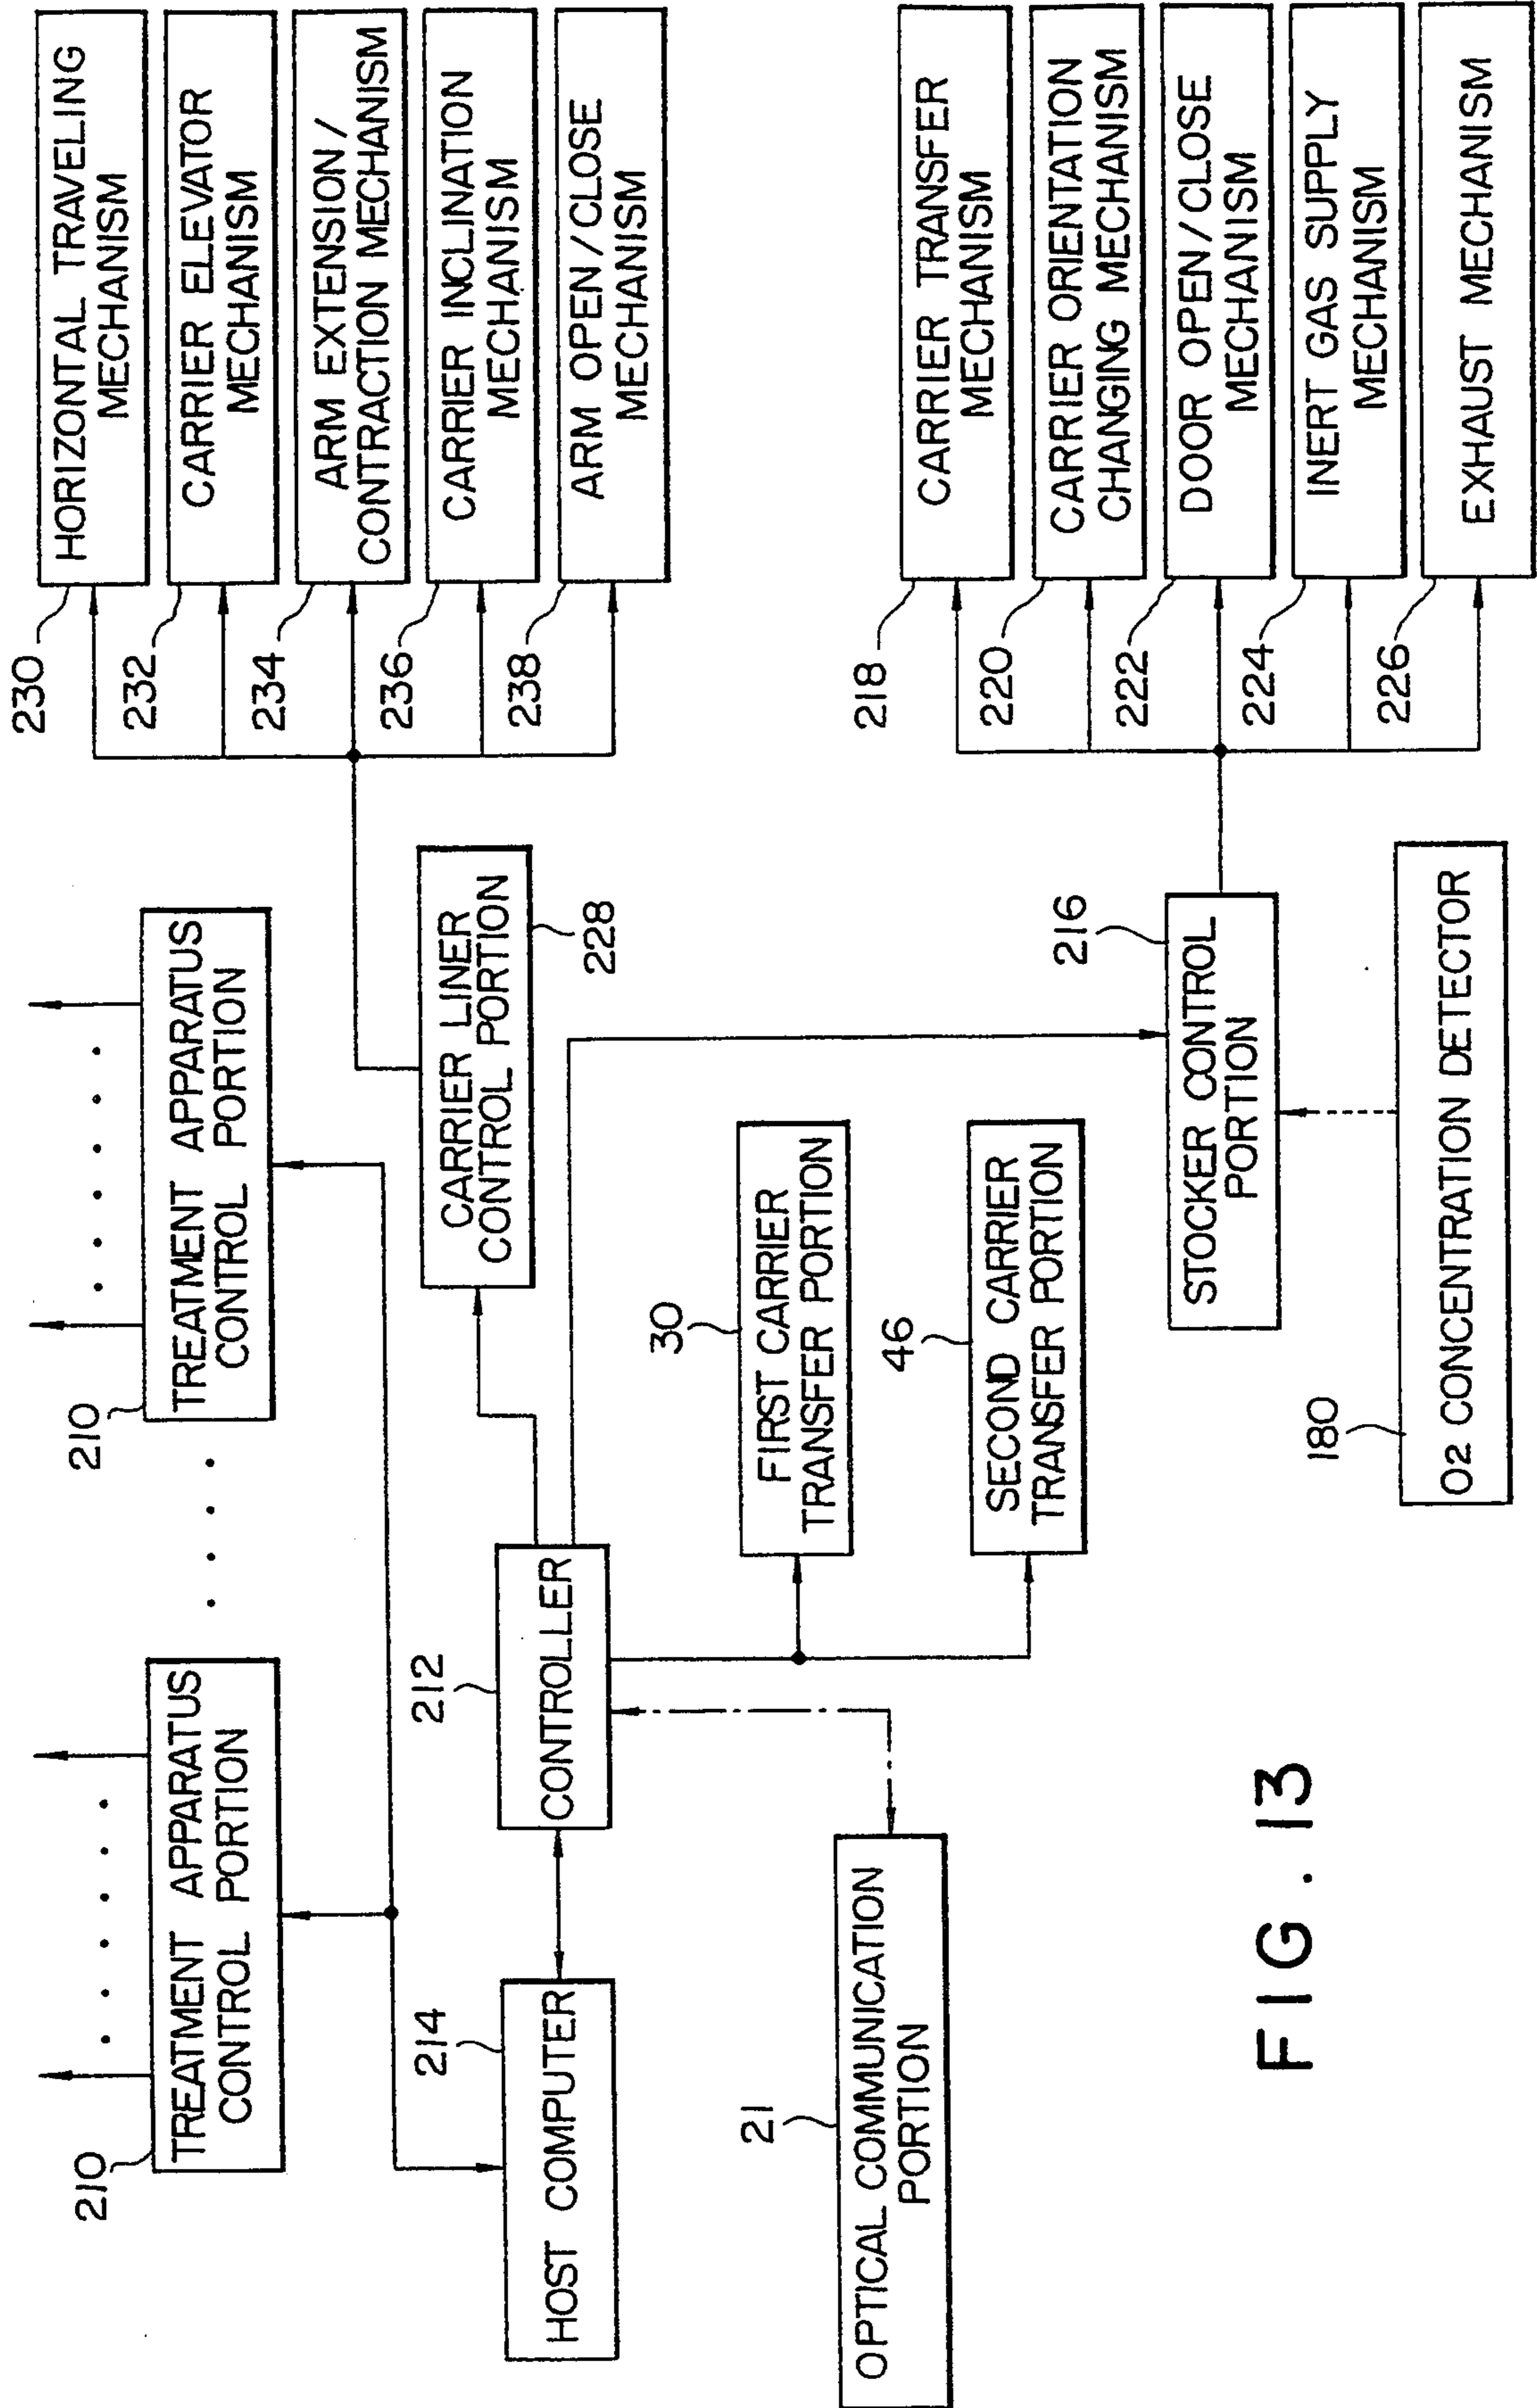 210
TREATMENT APPARATUS
CONTROL PORTION
210
TREATMENT APPARATUS
CONTROL PORTION
214
HOST COMPUTER
212
CONTROLLER
CARRIER LINER
CONTROL PORTION
228
21
OPTICAL COMMUNICATION
PORTION
30
FIRST CARRIER
TRANSFER PORTION
46
SECOND CARRIER
TRANSFER PORTION
216
STOCKER CONTROL
PORTION
180
O2 CONCENTRATION DETECTOR
230
HORIZONTAL TRAVELING
MECHANISM
232
CARRIER ELEVATOR
MECHANISM
234
ARM EXTENSION /
CONTRACTION MECHANISM
236
CARRIER INCLINATION
MECHANISM
238
ARM OPEN/CLOSE
MECHANISM
218
CARRIER TRANSFER
MECHANISM
220
CARRIER ORIENTATION
CHANGING MECHANISM
222
DOOR OPEN/CLOSE
MECHANISM
224
INERT GAS SUPPLY
MECHANISM
226
EXHAUST MECHANISM
FIG. 13